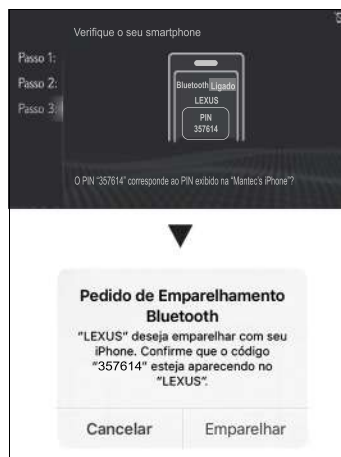 Verifique o seu smartphone
Passo 1:
Passo 2:
Passo 3:
Bluetooth Ligado
LEXUS
PIN
357614
O PIN "357614" corresponde ao PIN exibido na "Mantec's iPhone"?
Pedido de Emparelhamento
Bluetooth
"LEXUS" deseja emparelhar com seu
iPhone. Confirme que o código
"357614" esteja aparecendo no
"LEXUS".
Cancelar Emparelhar